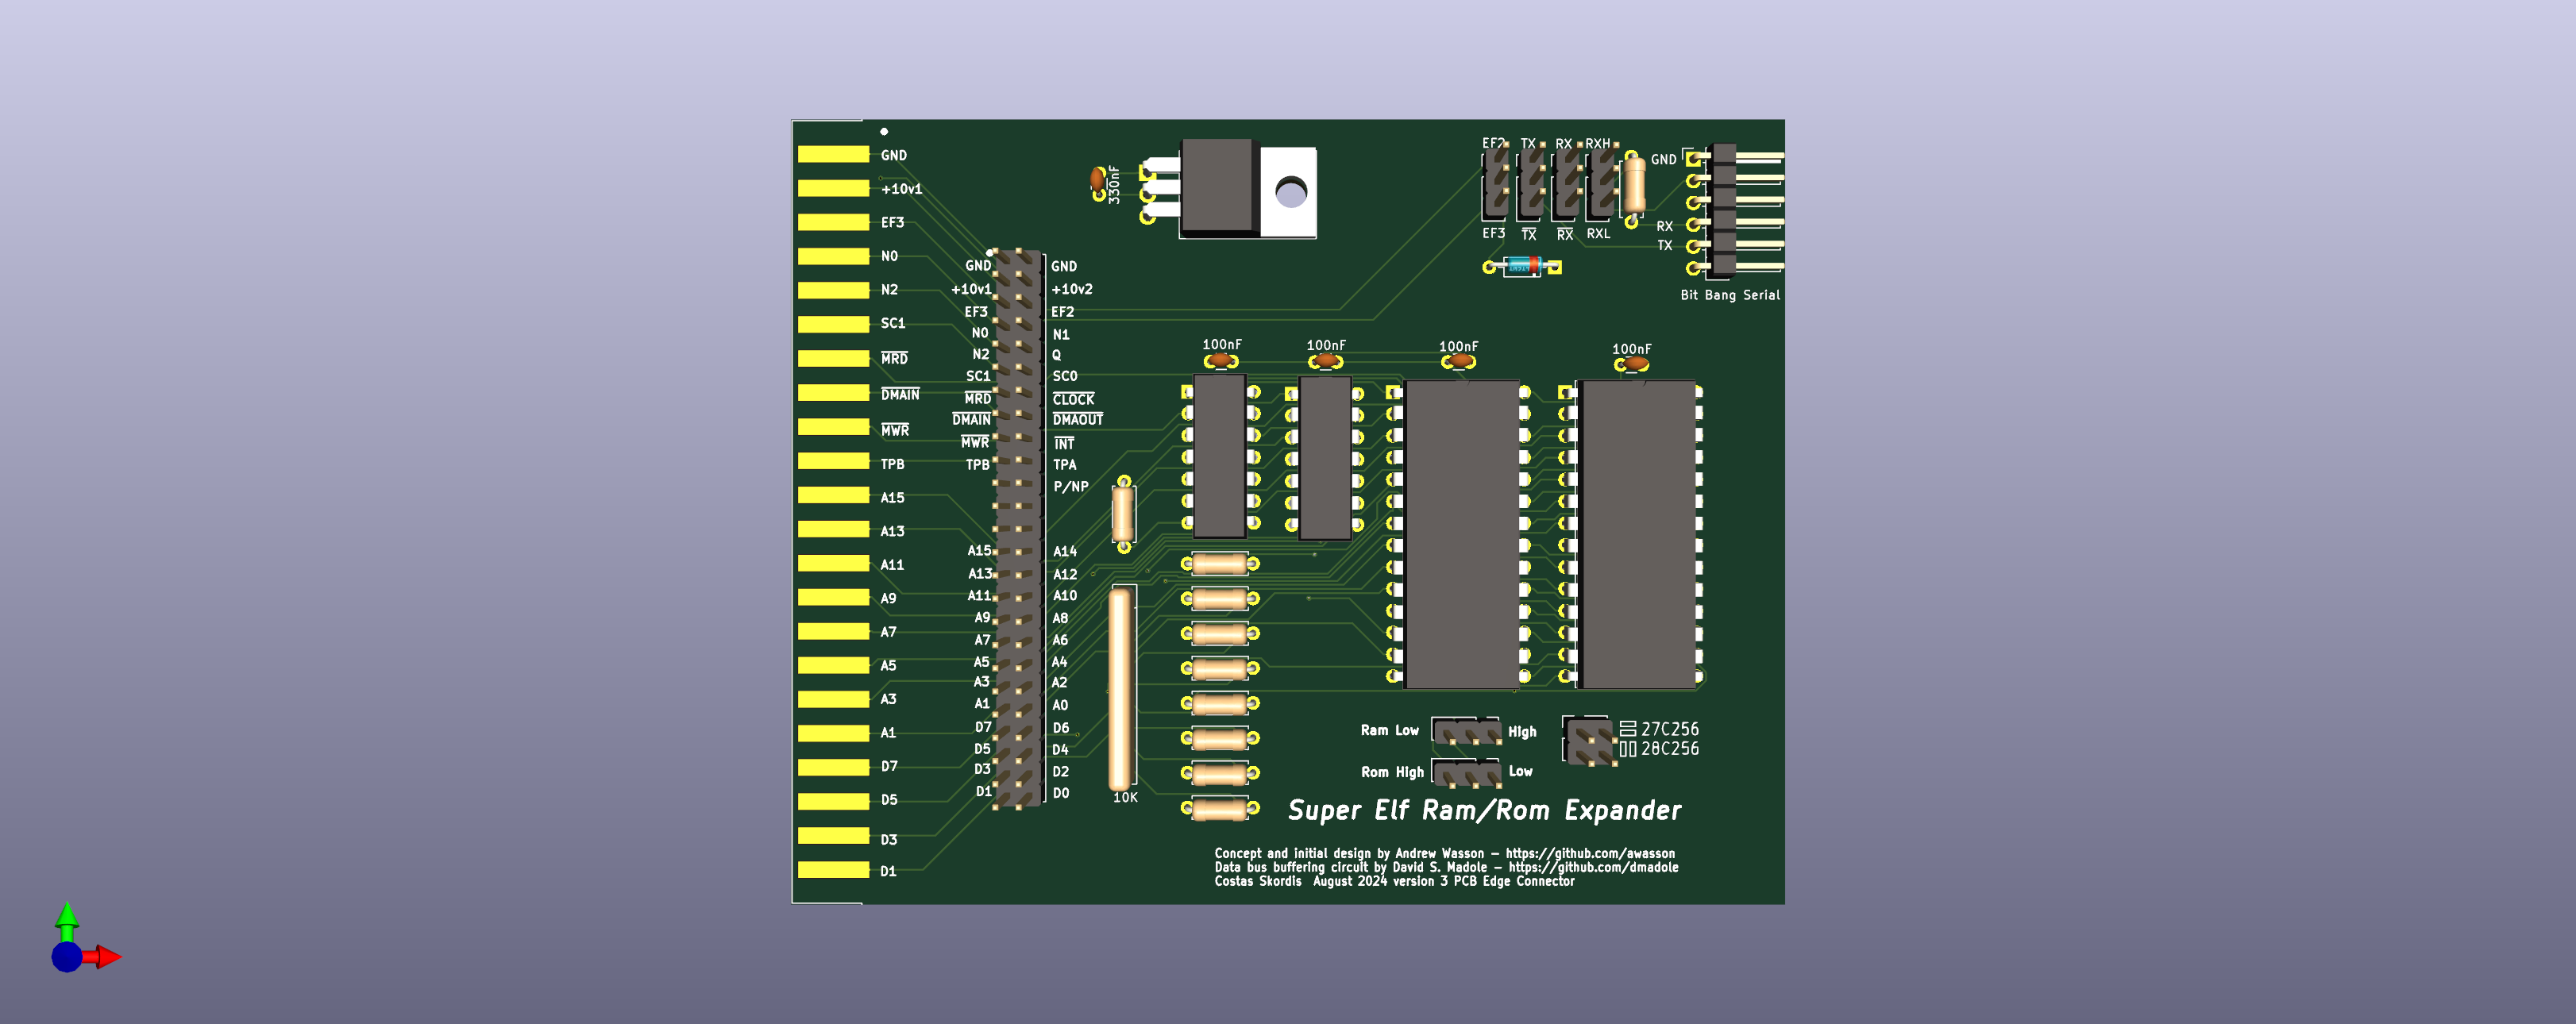 GND
+10v1
EF3
N0
N2
SC1
MRD
DMAIN
MWR
TPB
A15
A13
A11
A9
A7
A5
A3
A1
D7
D5
D3
D1
GND
+10v1
EF3
N0
N2
SC1
MRD
DMAIN
MWR
TPB
A15
A13
A11
A9
A7
A5
A3
A1
D7
D5
D3
D1
GND
+10v2
EF2
N1
Q
SC0
CLOCK
DMAOUT
INT
TPA
P/NP
A14
A12
A10
A8
A6
A4
A2
A0
D6
D4
D2
D0
330nF
10K
EF2 TX RX RXH
EF3 TX RX RXL
GND
RX
TX
Bit Bang Serial
100nF 100nF 100nF 100nF
Ram Low High
Rom High Low
27C256
28C256
Super Elf Ram/Rom Expander
Concept and initial design by Andrew Wasson - https://github.com/awasson
Data bus buffering circuit by David S. Madole - https://github.com/dmadole
Costas Skordis August 2024 version 3 PCB Edge Connector